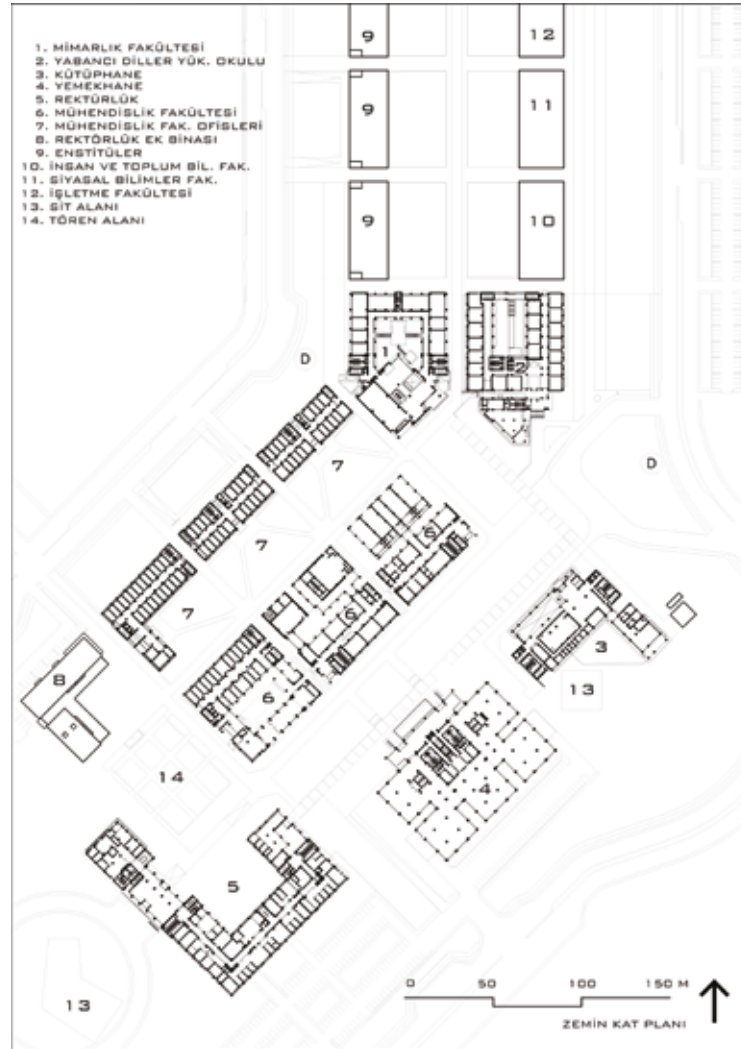 1. MİMARLIK FAKÜLTESİ
2. YABANCI DİLLER YÜK. OKULU
3. KÜTÜPHANE
4. YEMEKHANE
5. REKTÜRLÜK
6. MÜHENDİSLİK FAKÜLTESİ
7. MÜHENDİSLİK FAK. OFİSLERİ
8. REKTÖRLÜK EK BİNASI
9. ENSTİTÜLER
10. İNSAN VE TOPLUM BİL. FAK.
11. SİYASAL BİLİMLER FAK.
12. İŞLETME FAKÜLTESİ
13. SİT ALANI
14. TÖREN ALANI
9
12
9
11
9
10
1
2
D
7
D
6
7
6
7
3
8
6
13
14
4
5
0 50 100 150 M
13
ZEMİN KAT PLANI